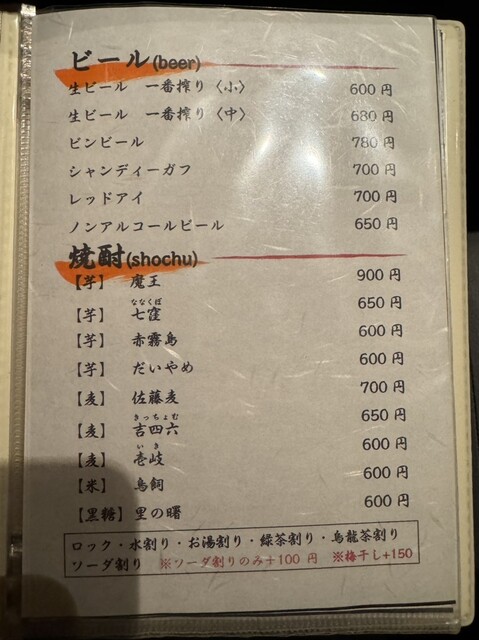 ビール(beer)
生ビール 一番搾り〈小〉 600円
生ビール 一番搾り〈中〉 680円
ビンビール 780円
シャンディーガフ 700円
レッドアイ 700円
ノンアルコールビール 650円
焼酎(shochu)
【芋】 魔王 900円
ななくぼ
【芋】 七窪 650円
【芋】 赤霧島 600円
【芋】 だいやめ 600円
【麦】 佐藤麦 700円
きっちょむ
【麦】 吉四六 650円
いき
【麦】 壱岐 600円
【米】 鳥飼 600円
【黒糖】 里の曙 600円
ロック・水割り・お湯割り・緑茶割り・烏龍茶割り
ソーダ割り ※ソーダ割りのみ+100円 ※梅干し+150